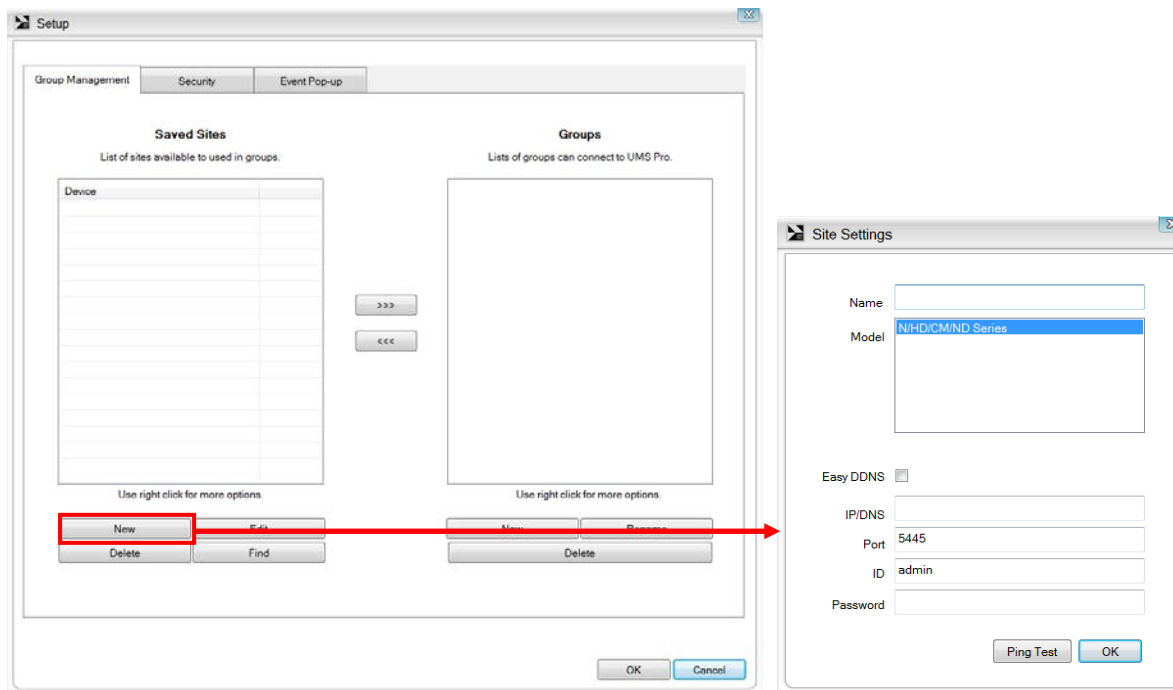 Setup
Group Management Security Event Pop-up
Saved Sites
List of sites available to used in groups.
Device
Use right click for more options.
New Edit
Delete Find
>>>
<<<
Groups
Lists of groups can connect to UMS Pro.
Use right click for more options.
New Rename
Delete
OK Cancel
Site Settings
Name
Model N/HD/CM/ND Series
Easy DDNS
IP/DNS
Port 5445
ID admin
Password
Ping Test OK